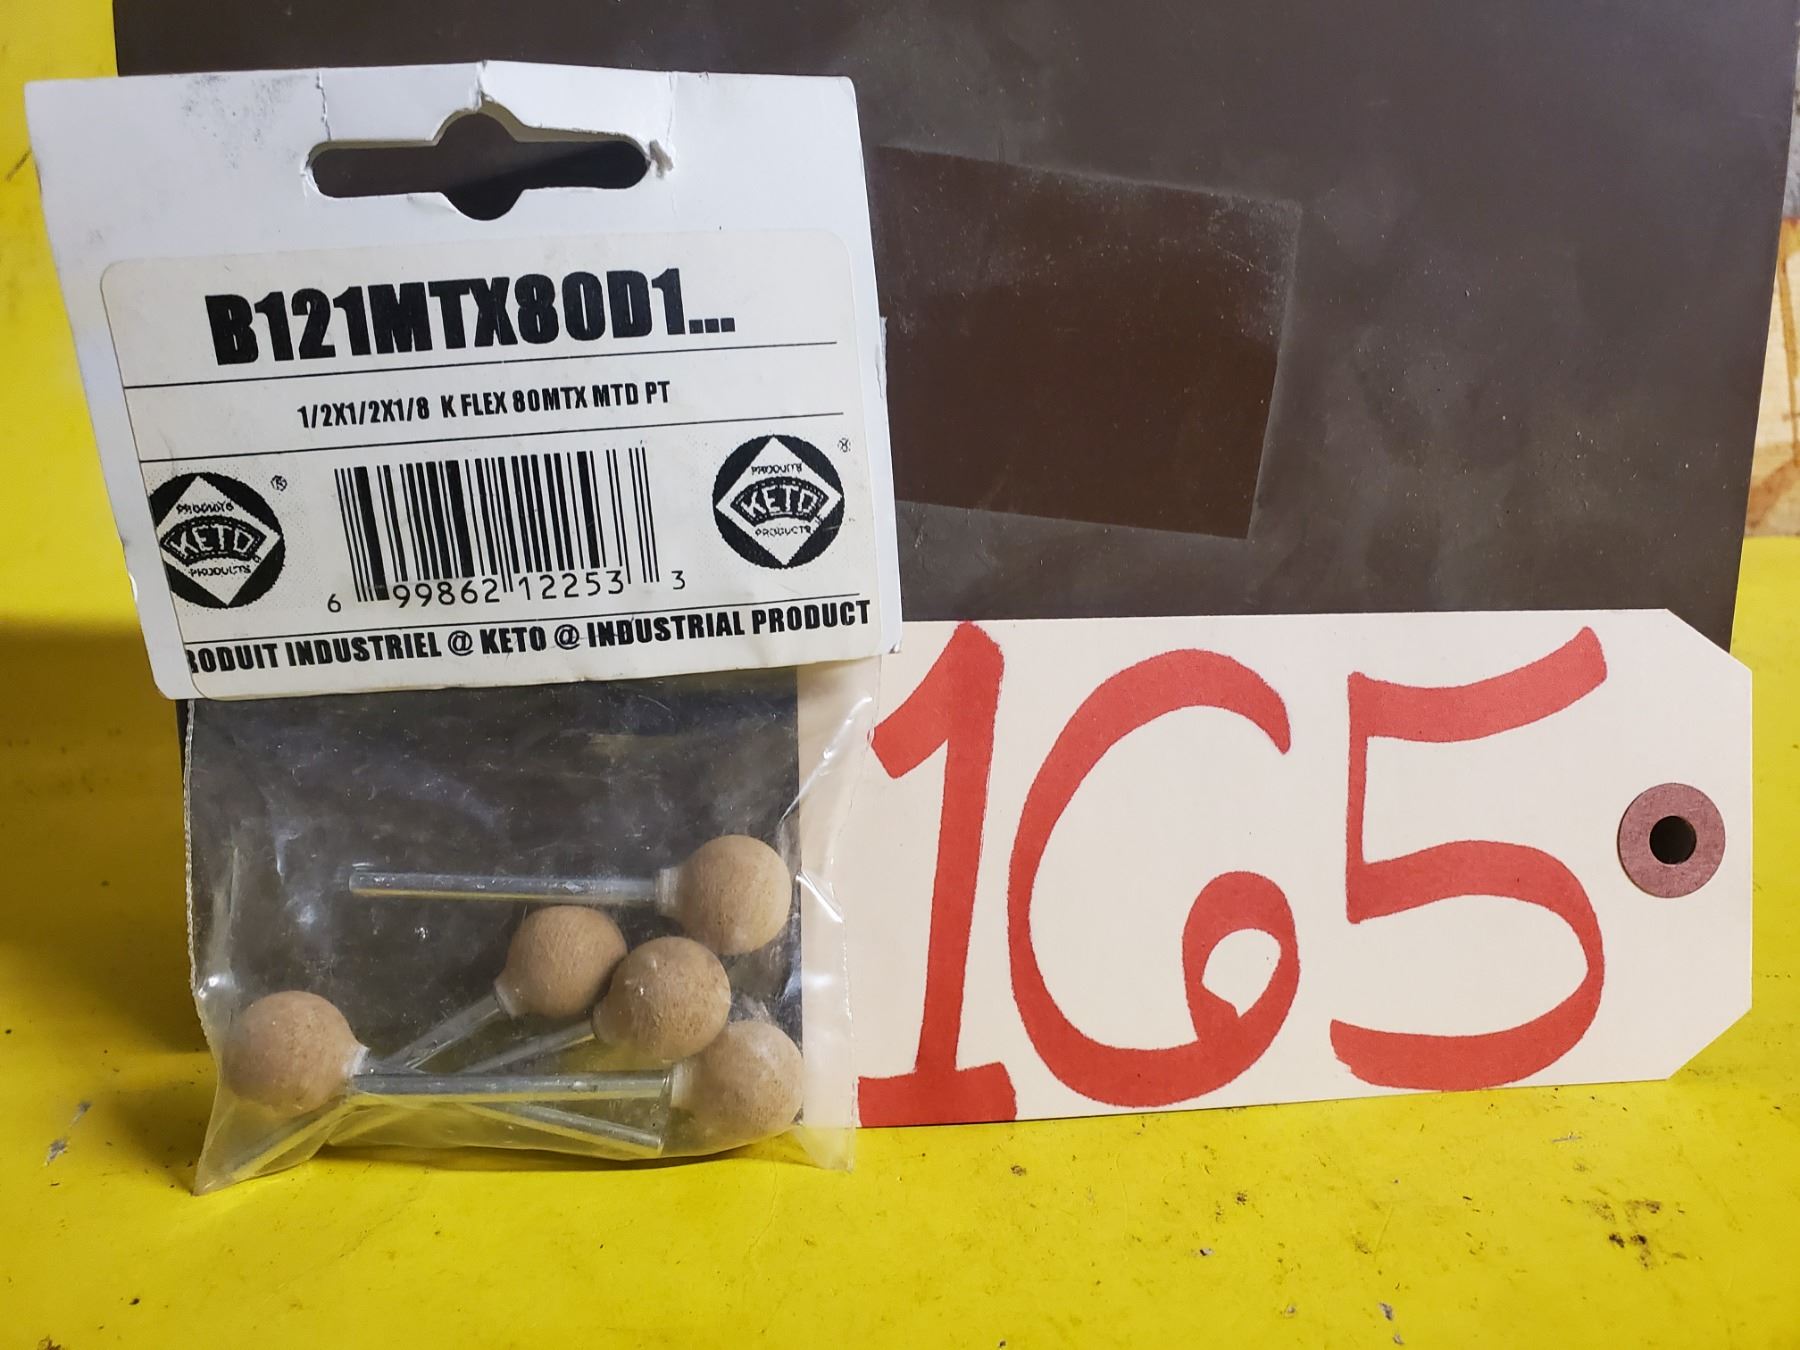 B121MTX80D1...
1/2X1/2X1/8 K FLEX 80MTX MTD PT
PRODUITS
KETO
PRODUCTS
®
PRODUITS
KETO
PRODUCTS
®
6 99862 12253 3
RODUIT INDUSTRIEL @ KETO @ INDUSTRIAL PRODUCT
165